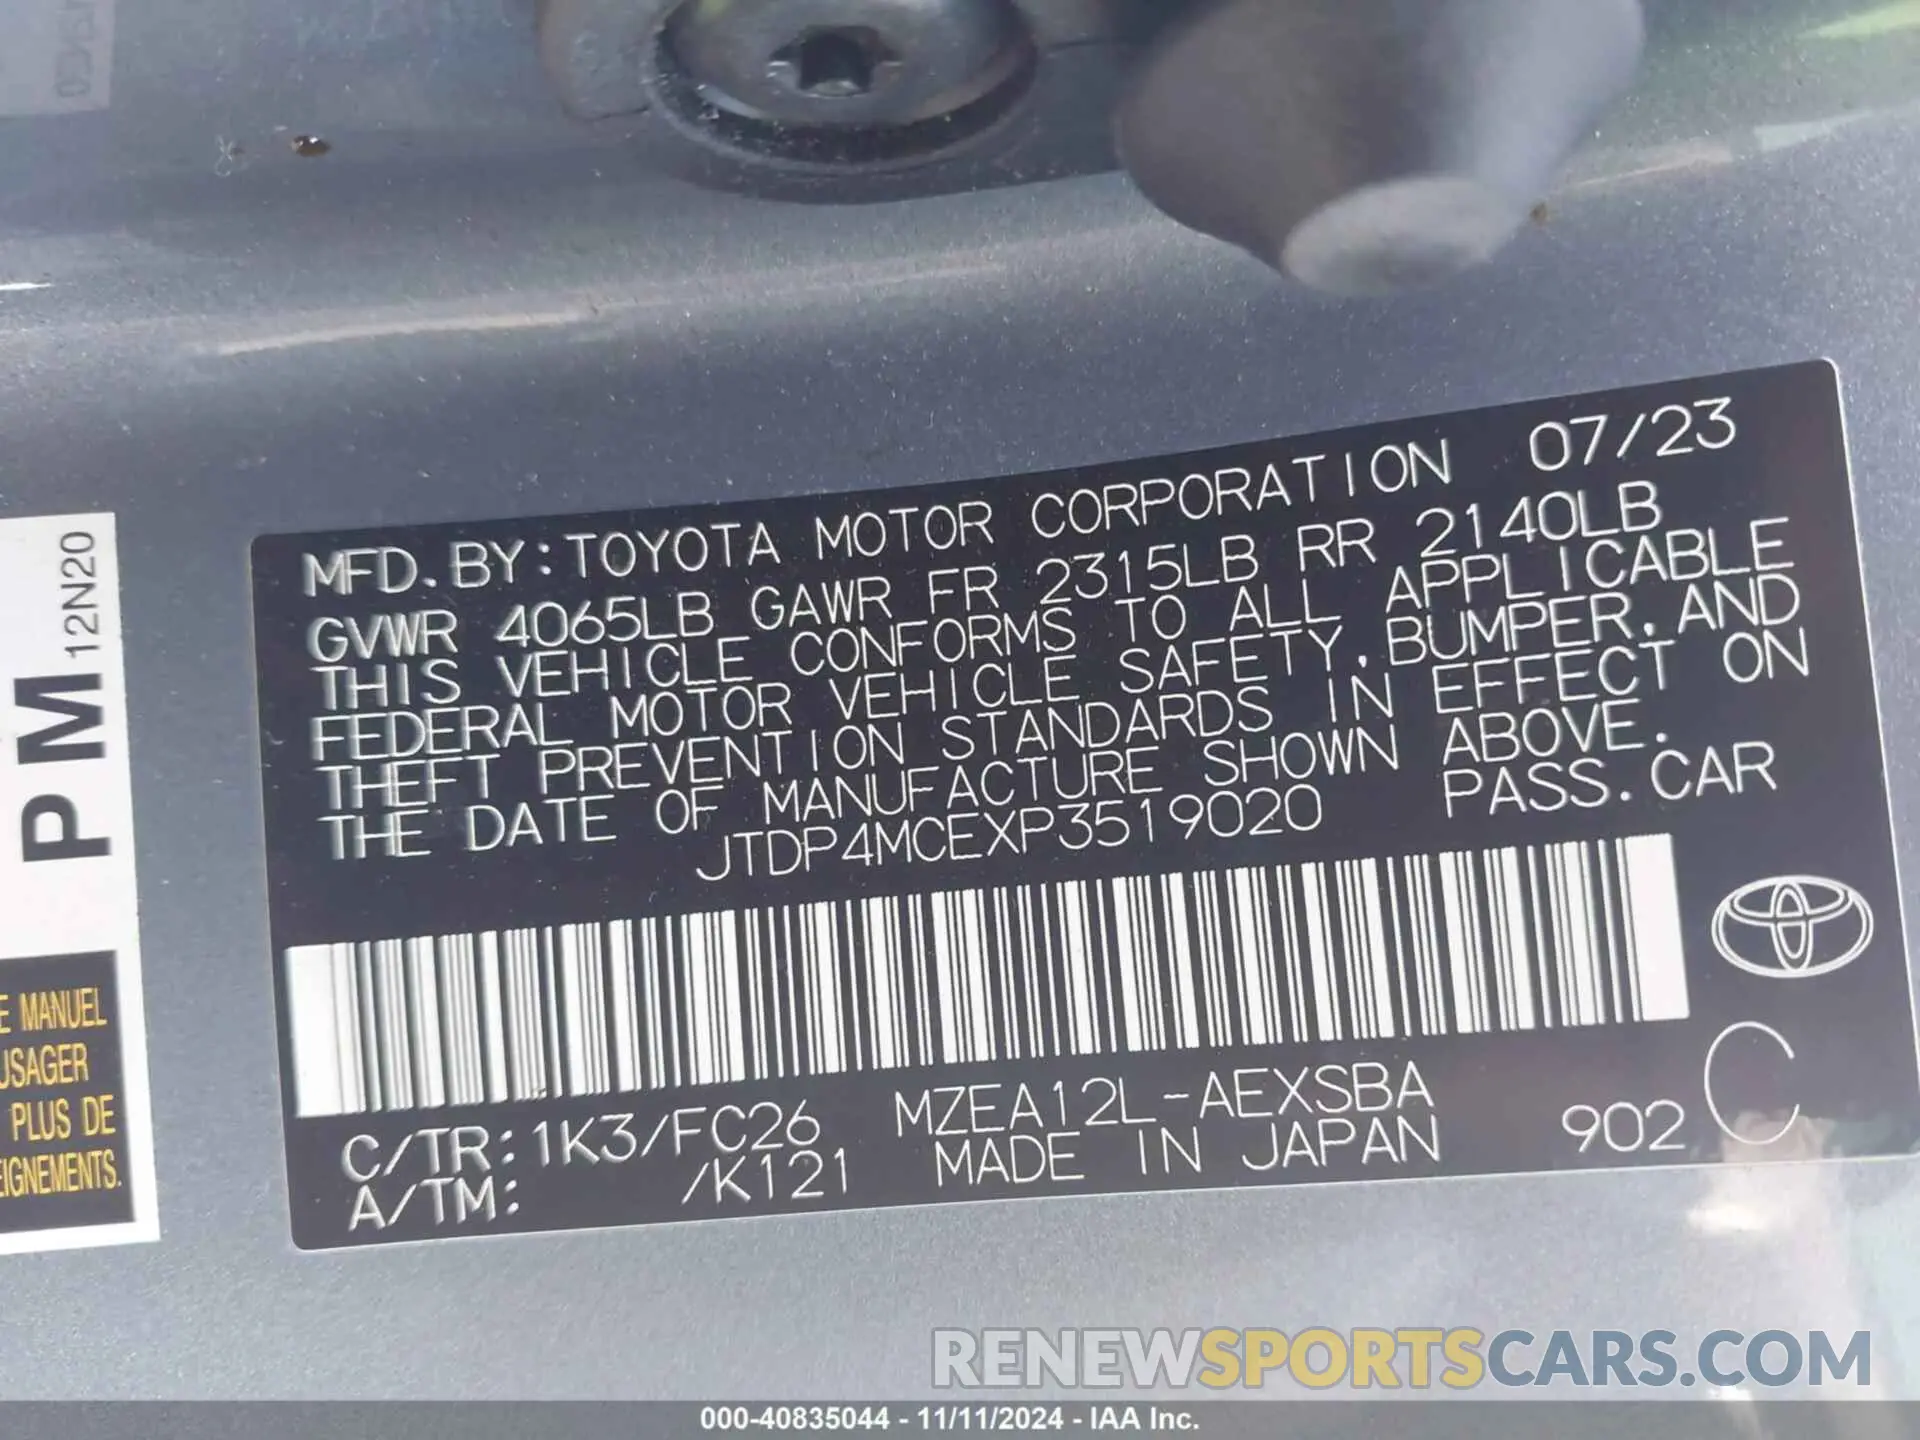 MFD. BY: TOYOTA MOTOR CORPORATION 07/23
GVWR 4065LB GAWR FR 2315LB RR 2140LB
THIS VEHICLE CONFORMS TO ALL APPLICABLE
FEDERAL MOTOR VEHICLE SAFETY, BUMPER, AND
THEFT PREVENTION STANDARDS IN EFFECT ON
THE DATE OF MANUFACTURE SHOWN ABOVE.
JTDP4MCEXP3519020 PASS. CAR
C/TR: 1K3/FC26 MZEA12L-AEXSBA
A/TM: /K121 MADE IN JAPAN 902 C
PM 12N20
E MANUEL
USAGER
PLUS DE
EIGNEMENTS.
RENEWSPORTSCARS.COM
000-40835044 - 11/11/2024 - IAA Inc.